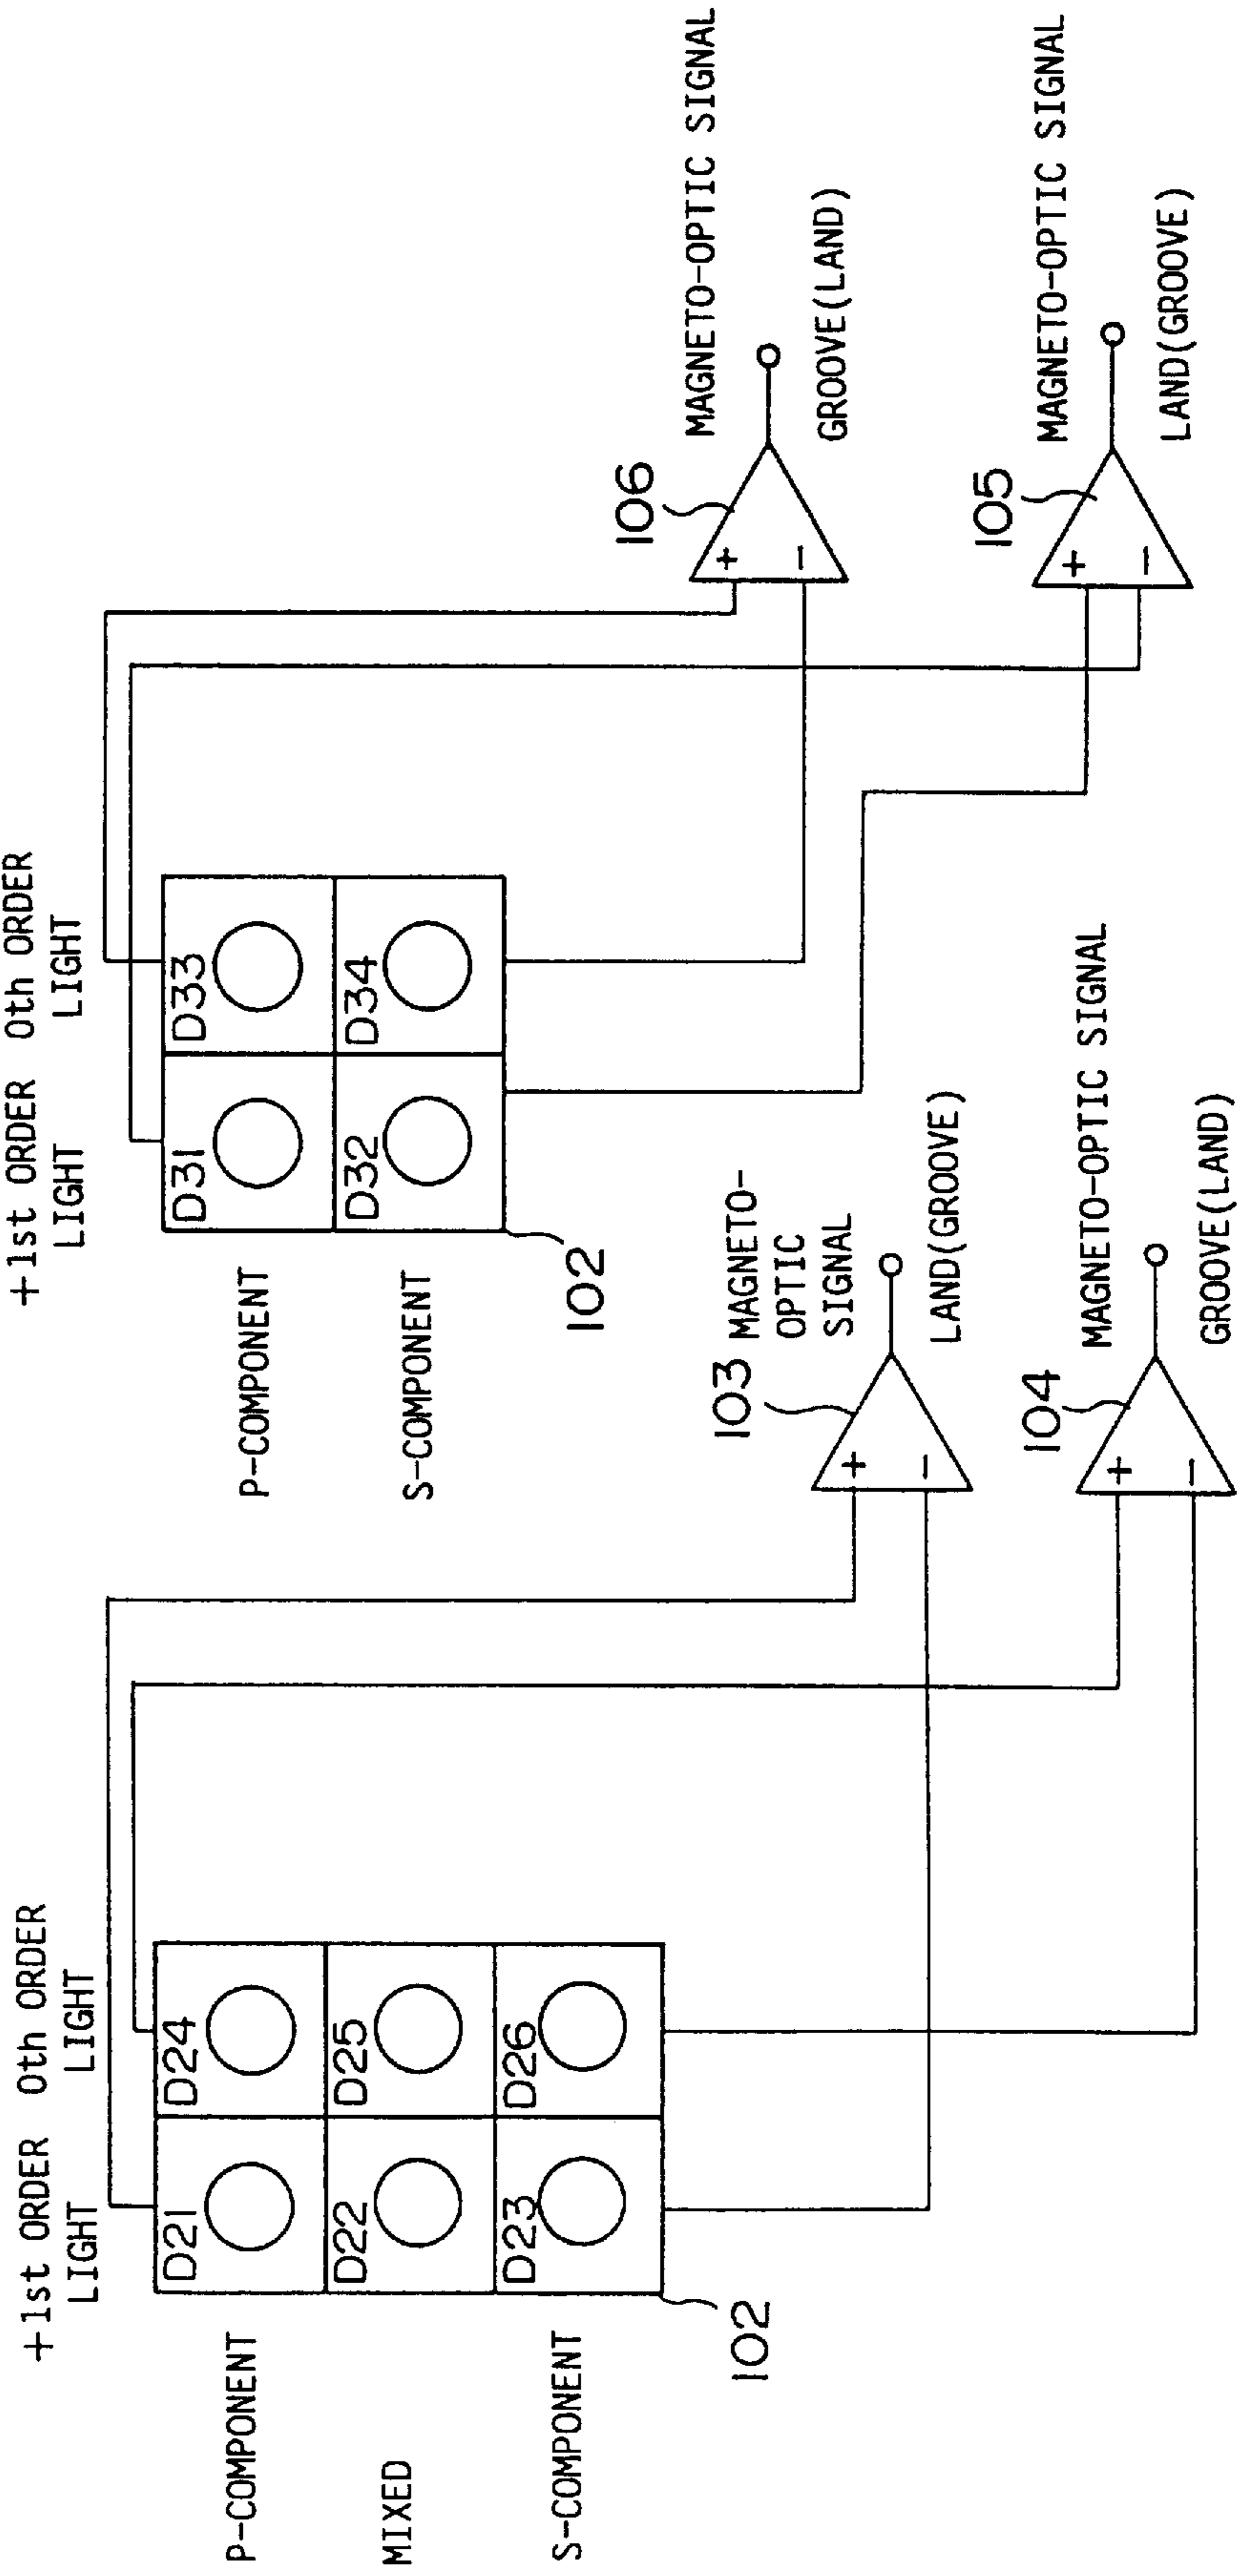 +1st ORDER
LIGHT
0th ORDER
LIGHT
P-COMPONENT
MIXED
S-COMPONENT
D21
D24
D22
D25
D23
D26
102
103
MAGNETO-
OPTIC
SIGNAL
+
−
LAND(GROOVE)
104
MAGNETO-OPTIC SIGNAL
+
−
GROOVE(LAND)
+1st ORDER
LIGHT
0th ORDER
LIGHT
P-COMPONENT
S-COMPONENT
D31
D33
D32
D34
102
106
MAGNETO-OPTIC SIGNAL
+
−
GROOVE(LAND)
105
MAGNETO-OPTIC SIGNAL
+
−
LAND(GROOVE)